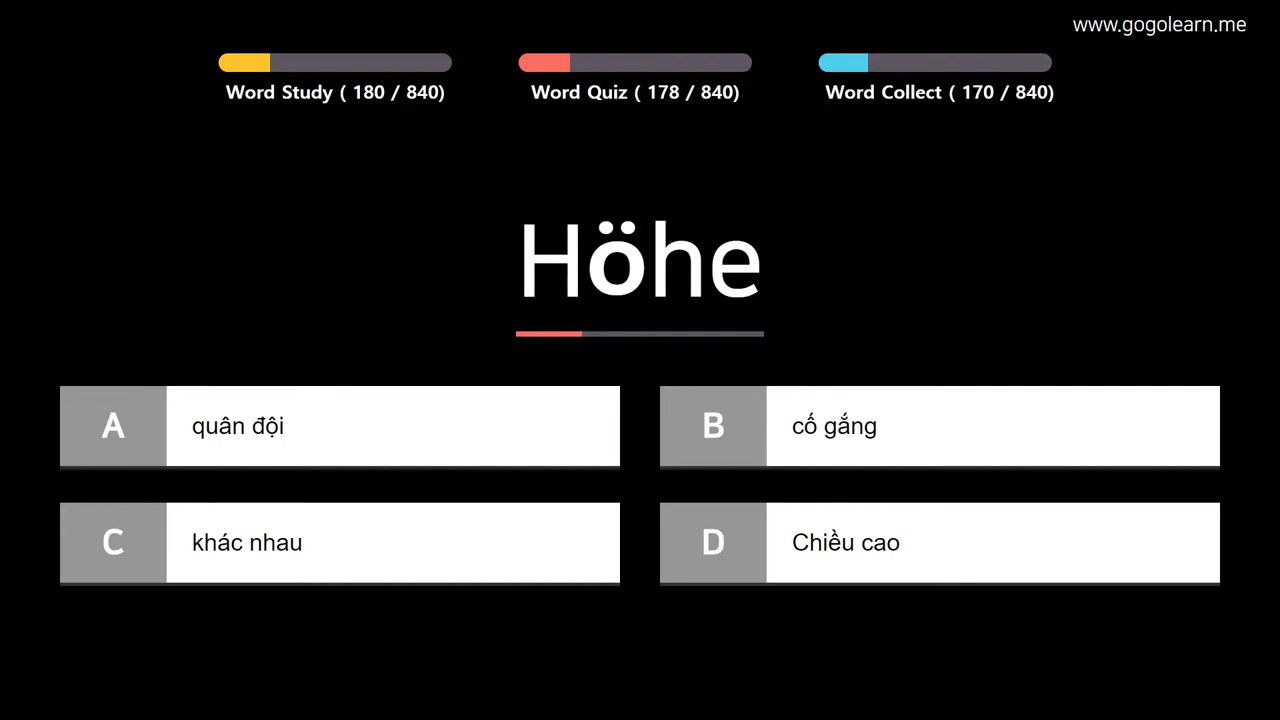 www.gogolearn.me
Word Study ( 180 / 840)
Word Quiz ( 178 / 840)
Word Collect ( 170 / 840)
Höhe
A quân đội
B cố gắng
C khác nhau
D Chiều cao